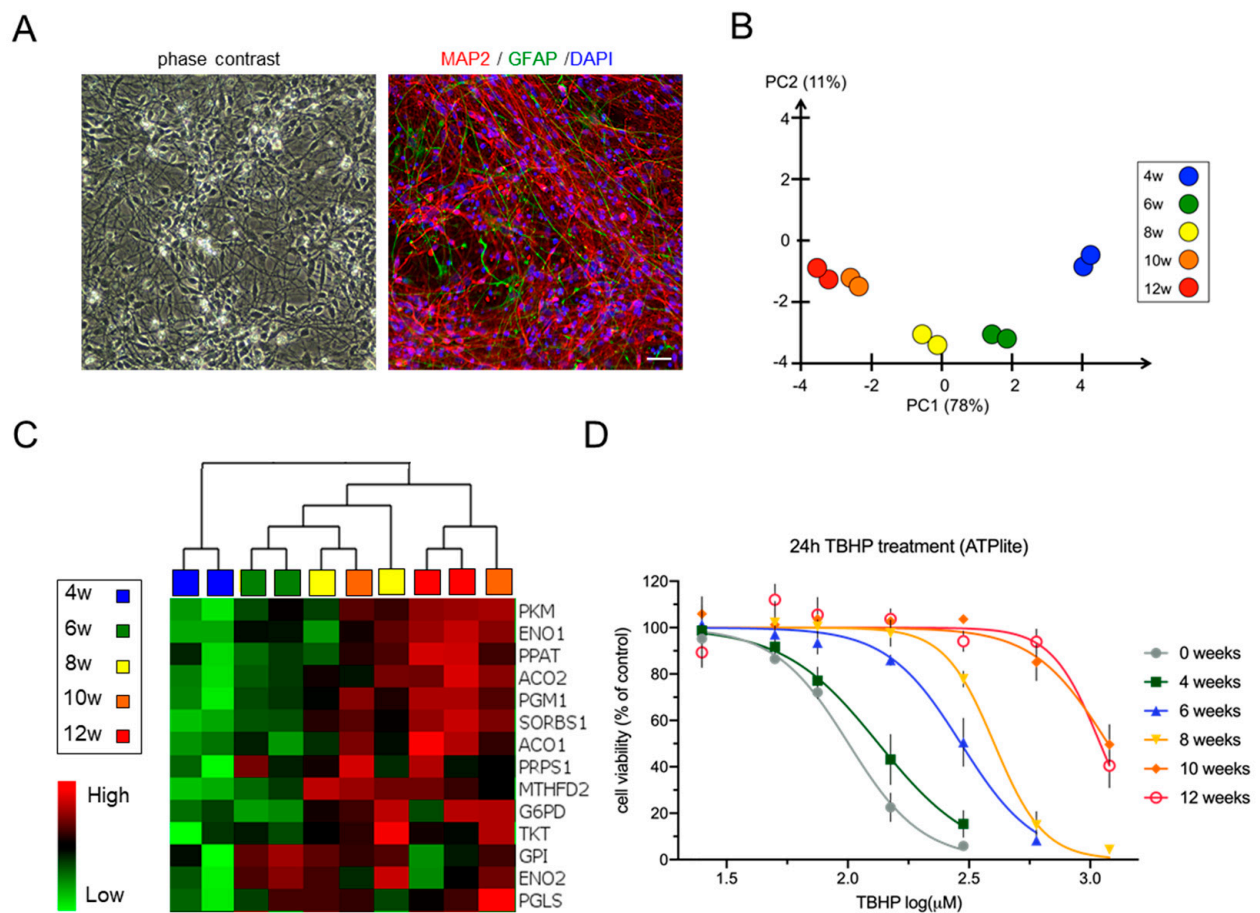 A
phase contrast
MAP2 / GFAP /DAPI
B
PC2 (11%)
4
2
0
-2
-4
-4
-2
0
2
4
PC1 (78%)
4w
6w
8w
10w
12w
C
4w
6w
8w
10w
12w
High
Low
PKM
ENO1
PPAT
ACO2
PGM1
SORBS1
ACO1
PRPS1
MTHFD2
G6PD
TKT
GPI
ENO2
PGLS
D
24h TBHP treatment (ATPlite)
cell viability (% of control)
120
100
80
60
40
20
0
1.5
2.0
2.5
3.0
TBHP log(μM)
0 weeks
4 weeks
6 weeks
8 weeks
10 weeks
12 weeks